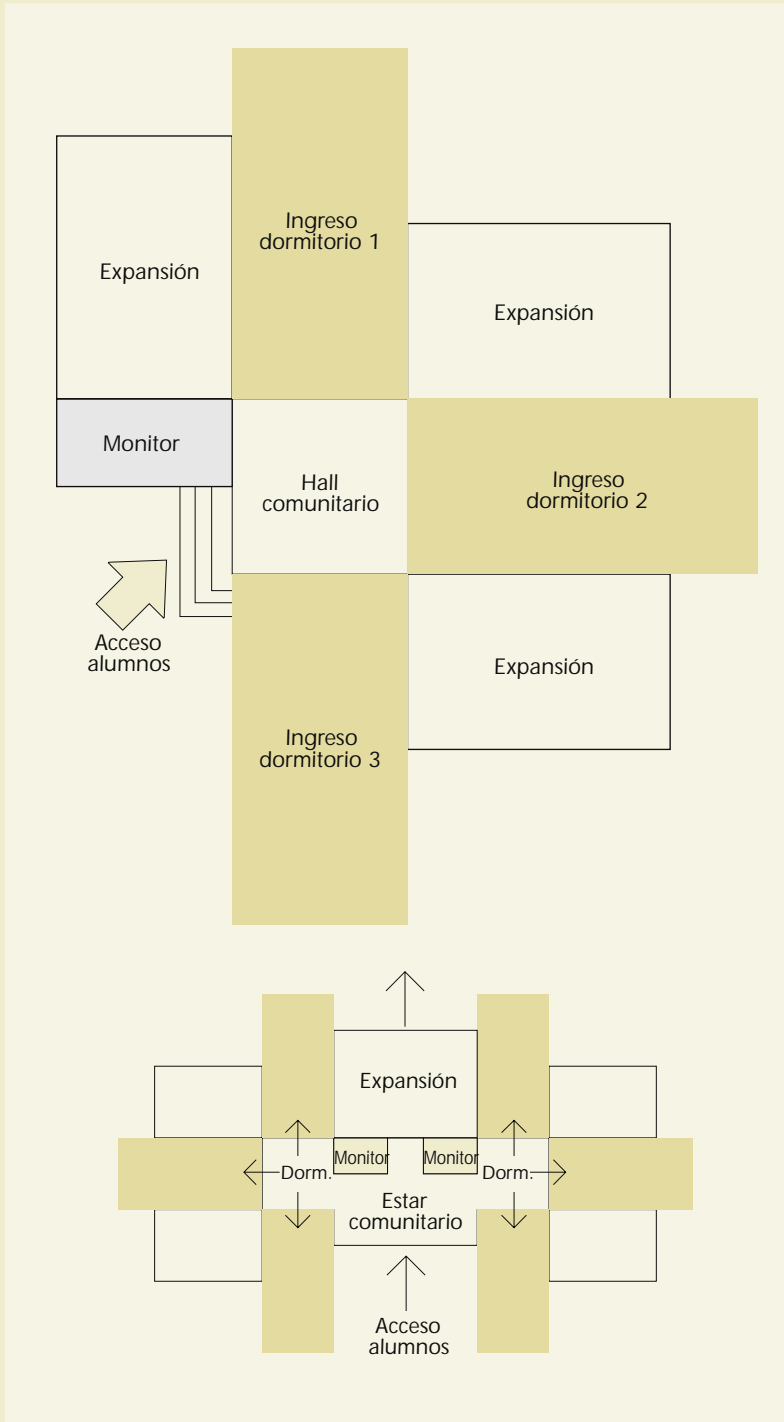 Ingreso
dormitorio 1
Expansión
Expansión
Monitor
Hall
comunitario
Ingreso
dormitorio 2
Acceso
alumnos
Expansión
Ingreso
dormitorio 3
Expansión
Monitor
Monitor
Dorm.
Dorm.
Estar
comunitario
Acceso
alumnos